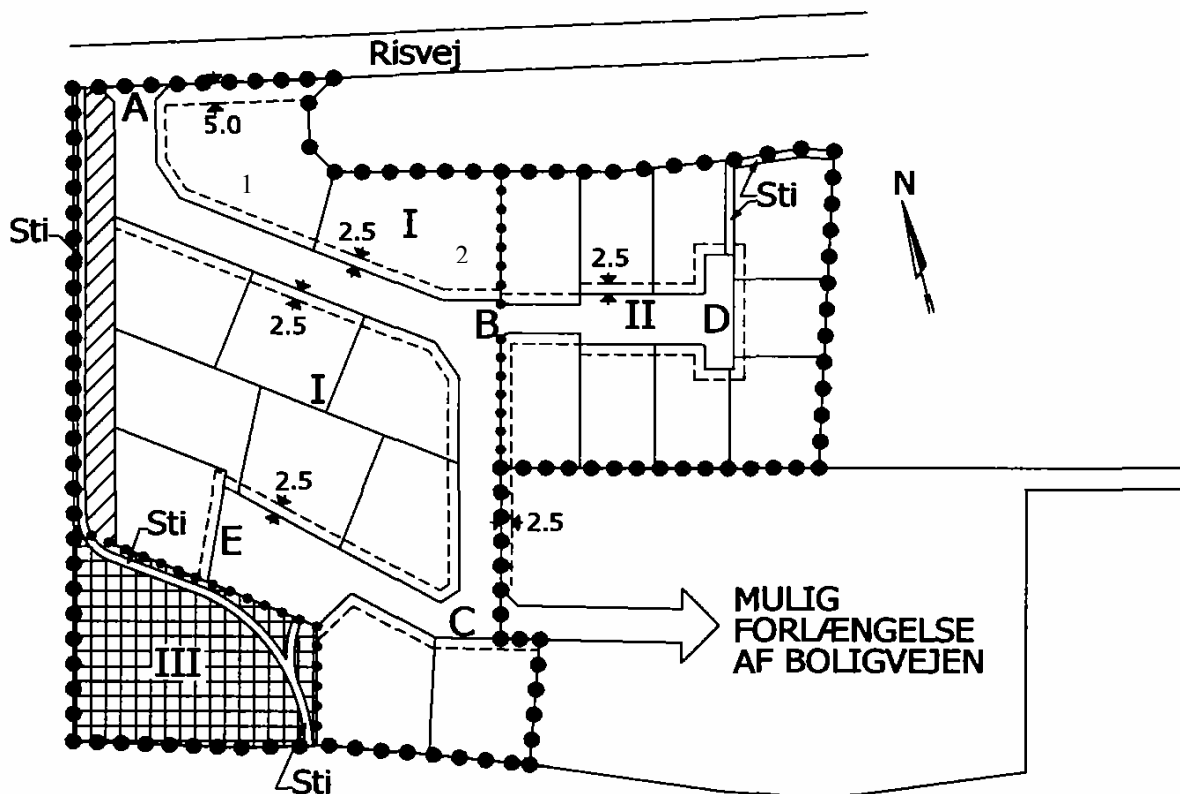 Risvej
A
5.0
1
Sti
N
I
2.5
2
Sti
2.5
2.5
II
D
B
I
2.5
Sti
2.5
E
C
MULIG
FORLÆNGELSE
AF BOLIGVEJEN
III
Sti